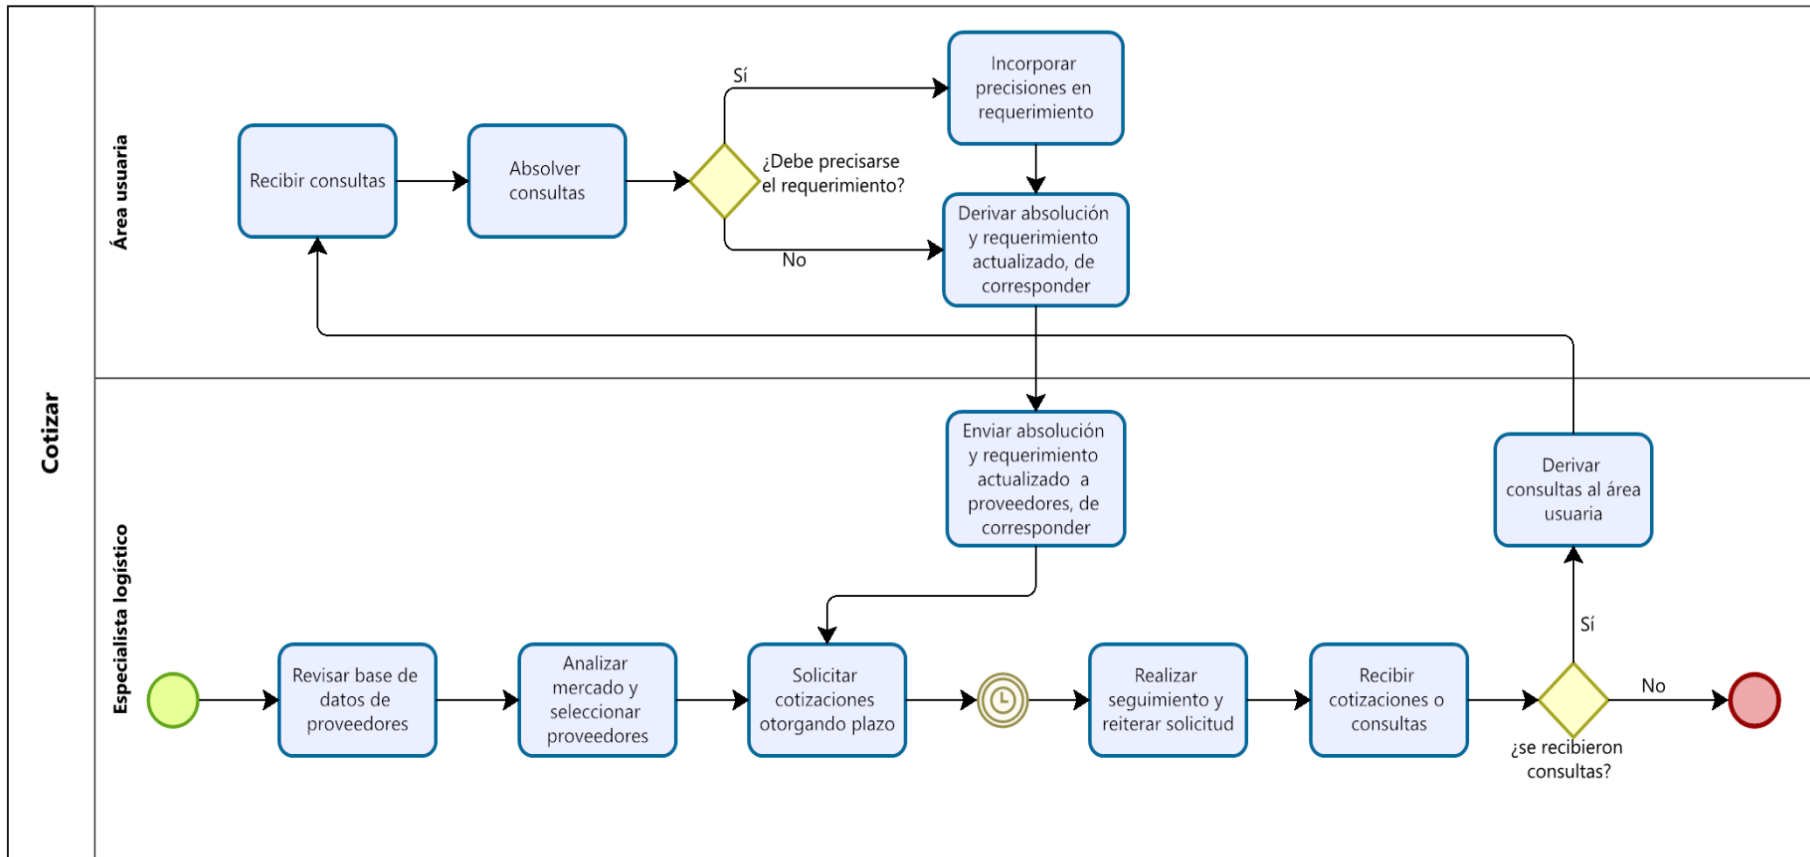 Cotizar
Área usuaria
Recibir consultas
Absolver
consultas
Sí
¿Debe precisarse
el requerimiento?
No
Incorporar
precisiones en
requerimiento
Derivar absolución
y requerimiento
actualizado, de
corresponder
Especialista logístico
Enviar absolución
y requerimiento
actualizado a
proveedores, de
corresponder
Derivar
consultas al área
usuaria
Revisar base de
datos de
proveedores
Analizar
mercado y
seleccionar
proveedores
Solicitar
cotizaciones
otorgando plazo
Realizar
seguimiento y
reiterar solicitud
Recibir
cotizaciones o
consultas
Sí
No
¿se recibieron
consultas?